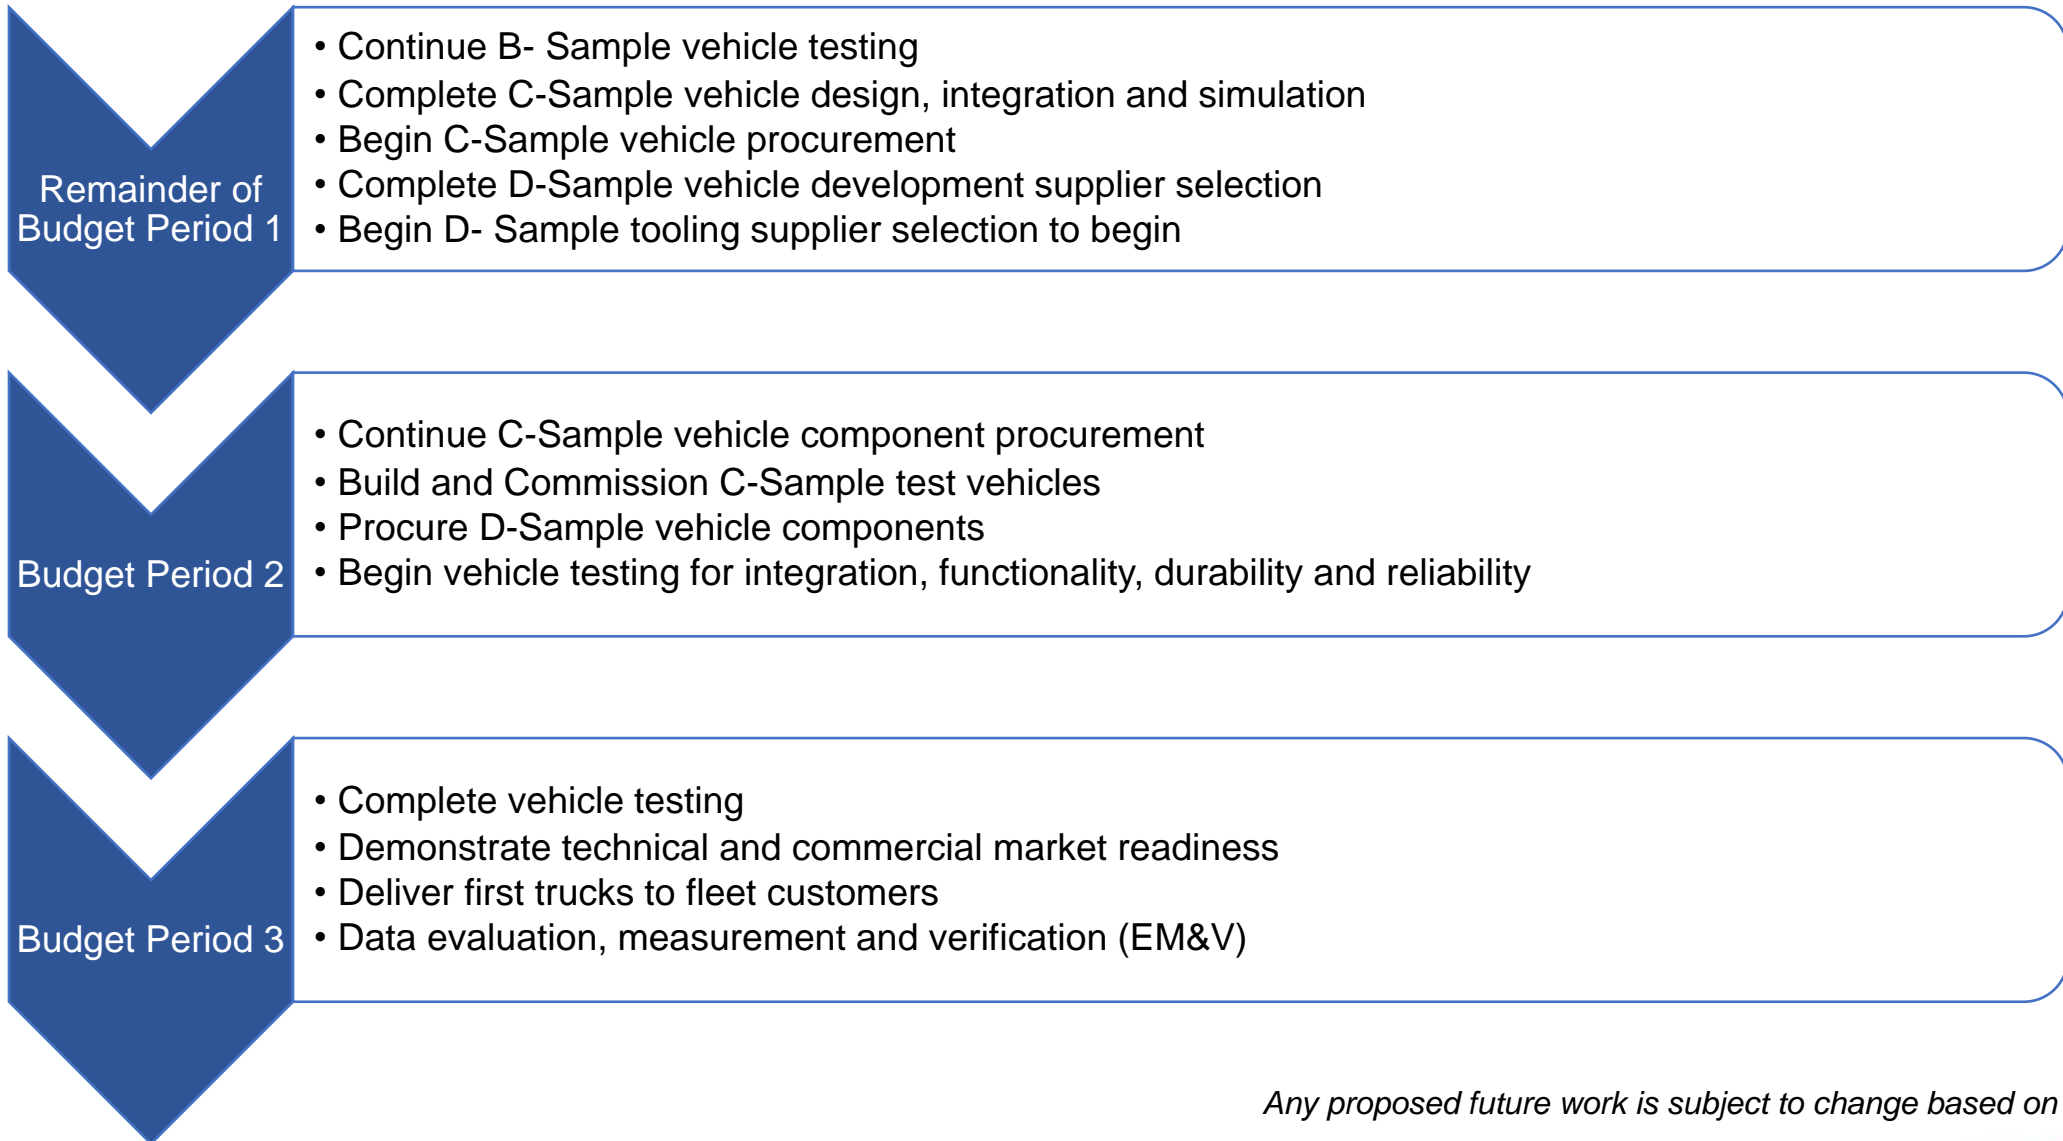 Remainder of
Budget Period 1
• Continue B- Sample vehicle testing
• Complete C-Sample vehicle design, integration and simulation
• Begin C-Sample vehicle procurement
• Complete D-Sample vehicle development supplier selection
• Begin D- Sample tooling supplier selection to begin
Budget Period 2
• Continue C-Sample vehicle component procurement
• Build and Commission C-Sample test vehicles
• Procure D-Sample vehicle components
• Begin vehicle testing for integration, functionality, durability and reliability
Budget Period 3
• Complete vehicle testing
• Demonstrate technical and commercial market readiness
• Deliver first trucks to fleet customers
• Data evaluation, measurement and verification (EM&V)
Any proposed future work is subject to change based on